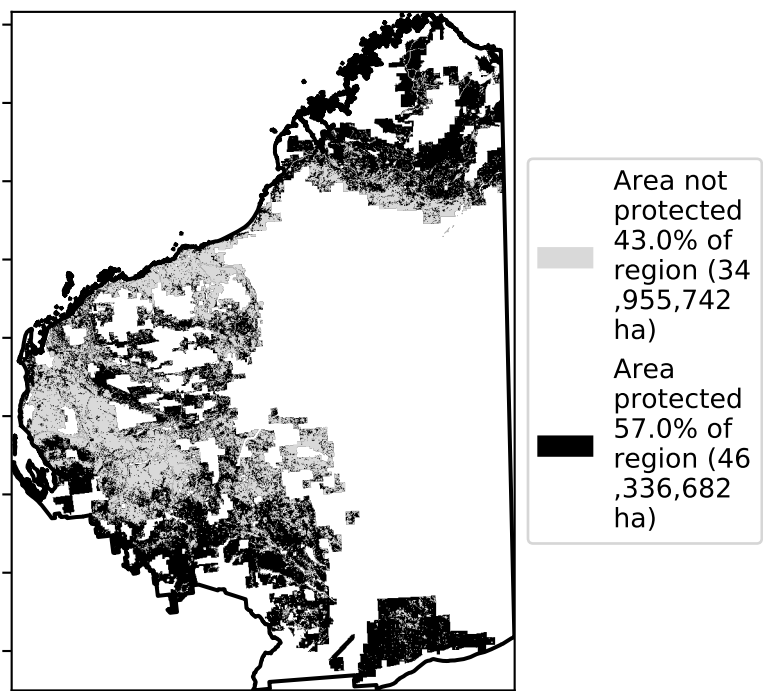 Area not
protected
43.0% of
region (34
,955,742
ha)
Area
protected
57.0% of
region (46
,336,682
ha)